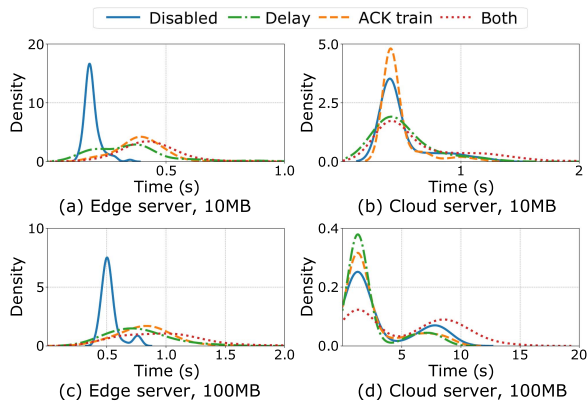 Disabled Delay ACK train Both
20
10
0
Density
0.5 1.0
Time (s)
(a) Edge server, 10MB
5.0
2.5
0.0
Density
1 2
Time (s)
(b) Cloud server, 10MB
10
5
0
Density
0.5 1.0 1.5 2.0
Time (s)
(c) Edge server, 100MB
0.4
0.2
0.0
Density
5 10 15 20
Time (s)
(d) Cloud server, 100MB